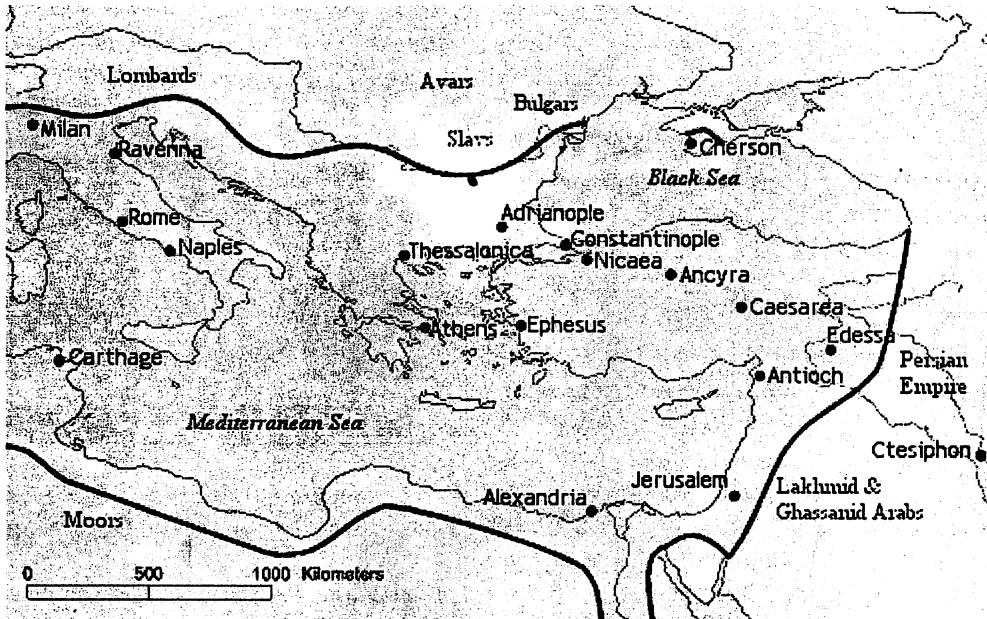 Lombards
Avars
Bulgars
Slavs
Milan
Ravenna
Cherson
Black Sea
Rome
Adrianople
Naples
Thessalonica
Constantinople
Nicaea
Ancyra
Caesarea
Athens
Ephesus
Edessa
Carthage
Antioch
Persian
Empire
Mediterranean Sea
Ctesiphon
Jerusalem
Lakhmid &
Ghassanid Arabs
Alexandria
Moors
0 500 1000 Kilometers